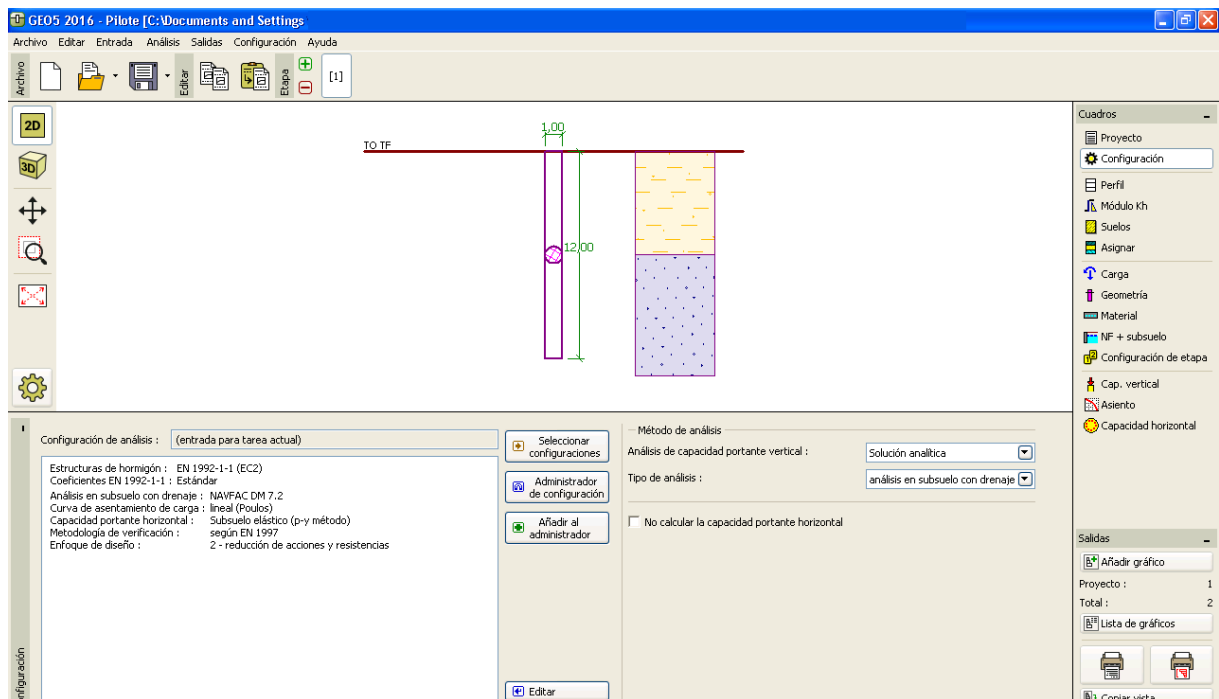 GEO5 2016 - Pilote [C:\Documents and Settings
Archivo Editar Entrada Análisis Salidas Configuración Ayuda
Archivo
Editar
Etapa
[1]
2D
3D
TO TF
1,00
12,00
Cuadros
Proyecto
Configuración
Perfil
Módulo Kh
Suelos
Asignar
Carga
Geometría
Material
NF + subsuelo
Configuración de etapa
Cap. vertical
Asiento
Capacidad horizontal
Configuración de análisis : (entrada para tarea actual)
Estructuras de hormigón : EN 1992-1-1 (EC2)
Coeficientes EN 1992-1-1 : Estándar
Análisis en subsuelo con drenaje : NAVFAC DM 7.2
Curva de asentamiento de carga : lineal (Poulos)
Capacidad portante horizontal : Subsuelo elástico (p-y método)
Metodología de verificación : según EN 1997
Enfoque de diseño : 2 - reducción de acciones y resistencias
Seleccionar
configuraciones
Administrador
de configuración
Añadir al
administrador
Editar
Método de análisis
Análisis de capacidad portante vertical : Solución analítica
Tipo de análisis : análisis en subsuelo con drenaje
No calcular la capacidad portante horizontal
Salidas
Añadir gráfico
Proyecto : 1
Total : 2
Lista de gráficos
Copiar vista